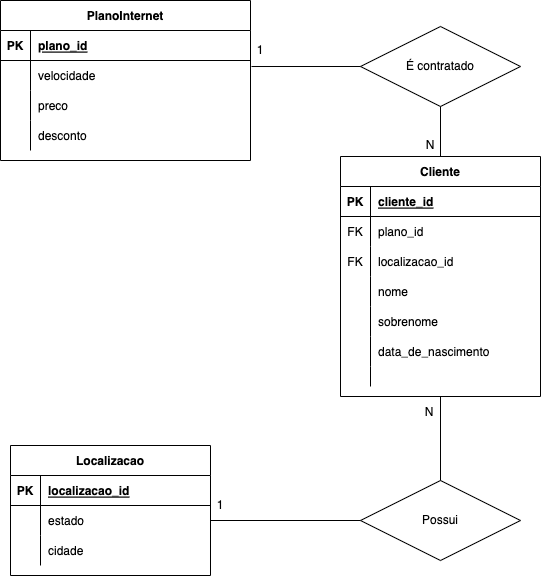 PlanoInternet
PK plano_id
velocidade
preco
desconto
1
É contratado
N
Cliente
PK cliente_id
FK plano_id
FK localizacao_id
nome
sobrenome
data_de_nascimento
N
Localizacao
PK localizacao_id
estado
cidade
1
Possui